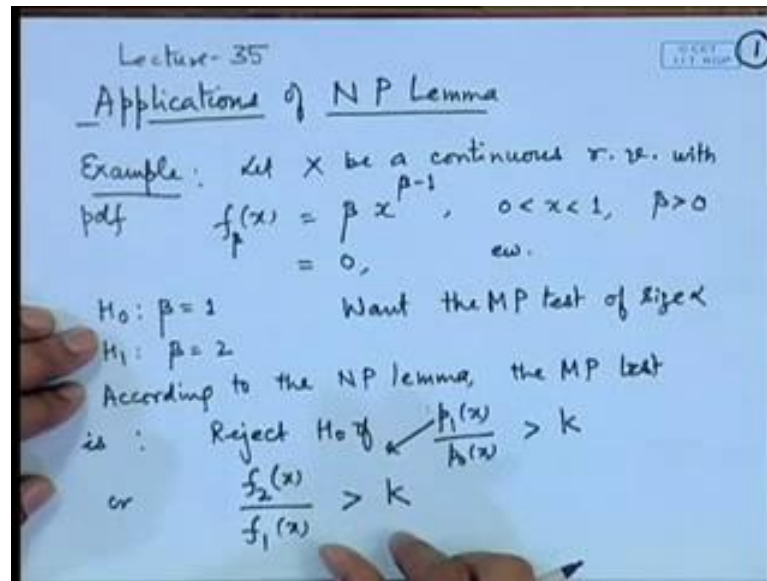 Lecture-35
Applications of NP Lemma
1
Example: Let X be a continuous r.v. with
pdf f_β(x) = β x^{β-1}, 0<x<1, β>0
= 0, ew.
H₀: β = 1 Want the MP test of size α
H₁: β = 2
According to the NP lemma, the MP test
is : Reject H₀ if p₁(x)/p₀(x) > k
or f₂(x)/f₁(x) > k